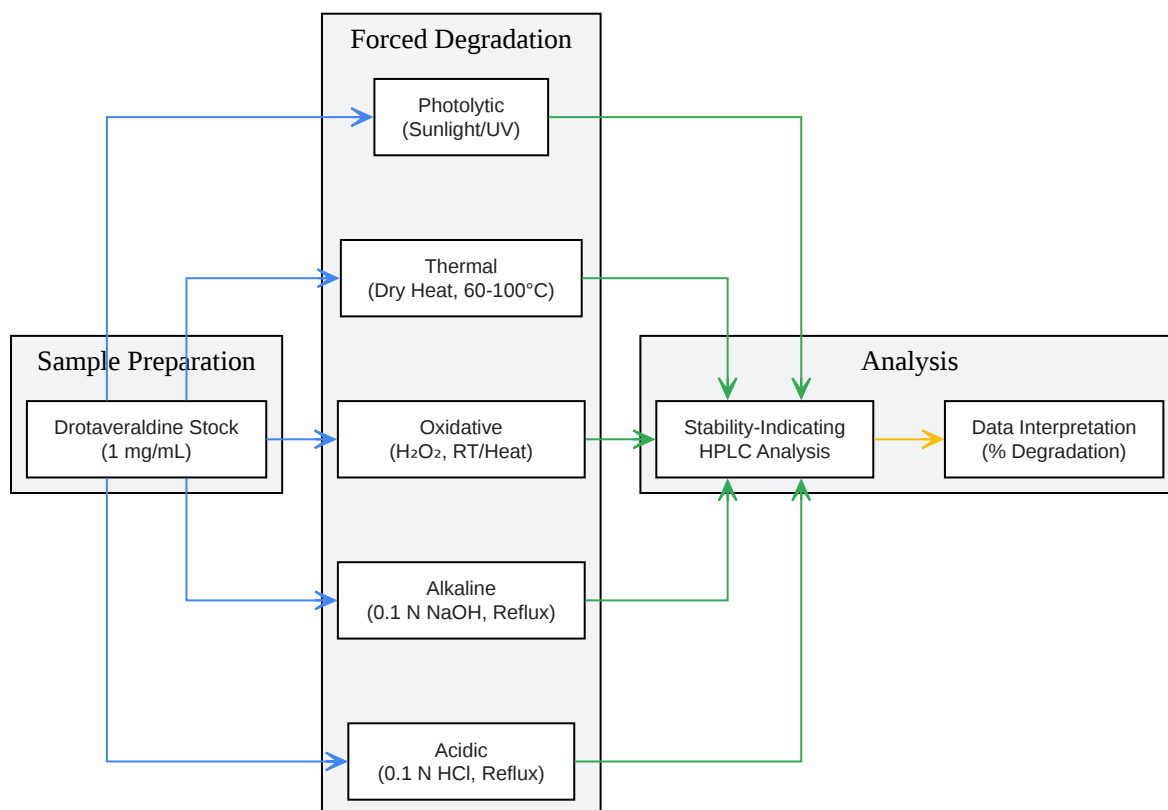 Forced Degradation
Photolytic
(Sunlight/UV)
Thermal
(Dry Heat, 60-100°C)
Sample Preparation
Analysis
Drotaveraldine Stock
(1 mg/mL)
Oxidative
(H₂O₂, RT/Heat)
Stability-Indicating
HPLC Analysis
Data Interpretation
(% Degradation)
Alkaline
(0.1 N NaOH, Reflux)
Acidic
(0.1 N HCl, Reflux)